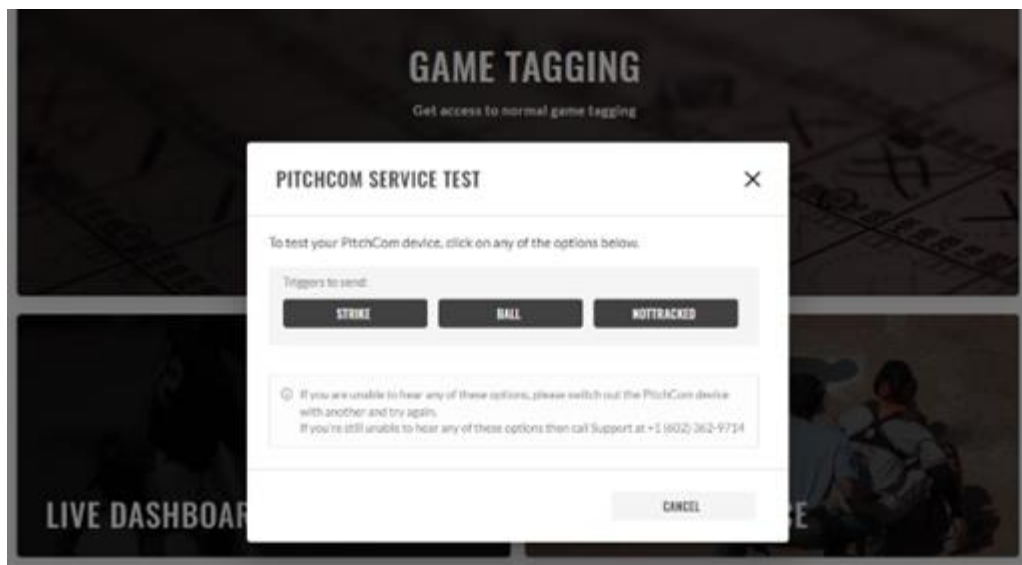 GAME TAGGING
Get access to normal game tagging
PITCHCOM SERVICE TEST
To test your PitchCom device, click on any of the options below.
Triggers to send:
STRIKE
BALL
NOTTRACKED
If you are unable to hear any of these options, please switch out the PitchCom device
with another and try again.
If you're still unable to hear any of these options then call Support at +1 (602) 362-9714
CANCEL
LIVE DASHBOAR
CE